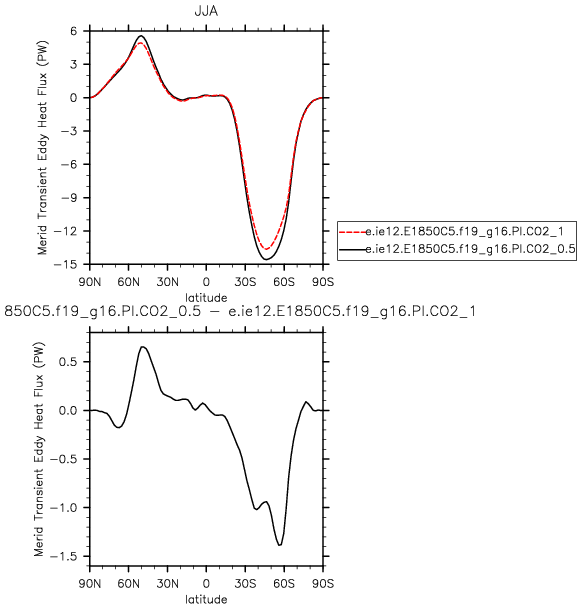 JJA
6
3
0
−3
−6
−9
−12
−15
Merid Transient Eddy Heat Flux (PW)
90N 60N 30N 0 30S 60S 90S
latitude
e.ie12.E1850C5.f19_g16.PI.CO2_1
e.ie12.E1850C5.f19_g16.PI.CO2_0.5
850C5.f19_g16.PI.CO2_0.5 − e.ie12.E1850C5.f19_g16.PI.CO2_1
0.5
0.0
−0.5
−1.0
−1.5
Merid Transient Eddy Heat Flux (PW)
90N 60N 30N 0 30S 60S 90S
latitude